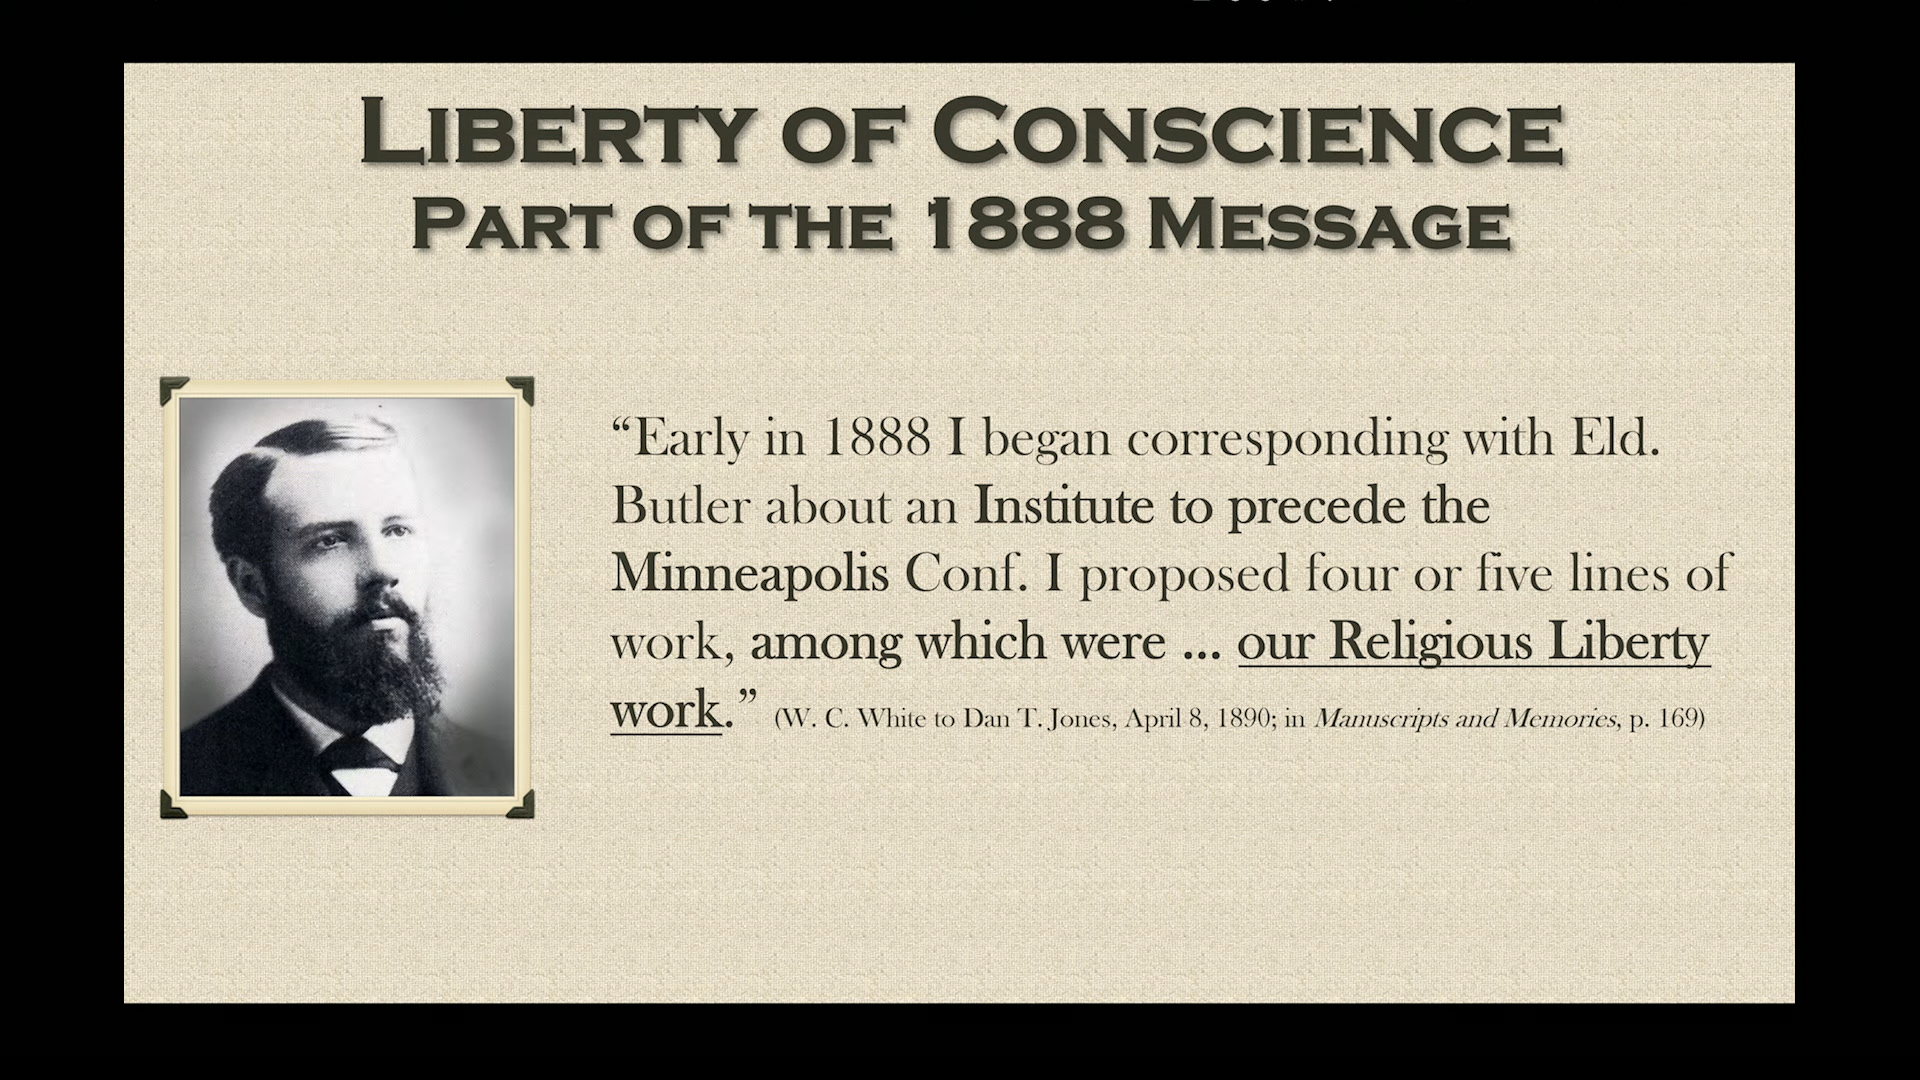 Liberty of Conscience
Part of the 1888 Message
“Early in 1888 I began corresponding with Eld.
Butler about an Institute to precede the
Minneapolis Conf. I proposed four or five lines of
work, among which were ... our Religious Liberty
work.” (W. C. White to Dan T. Jones, April 8, 1890; in Manuscripts and Memories, p. 169)